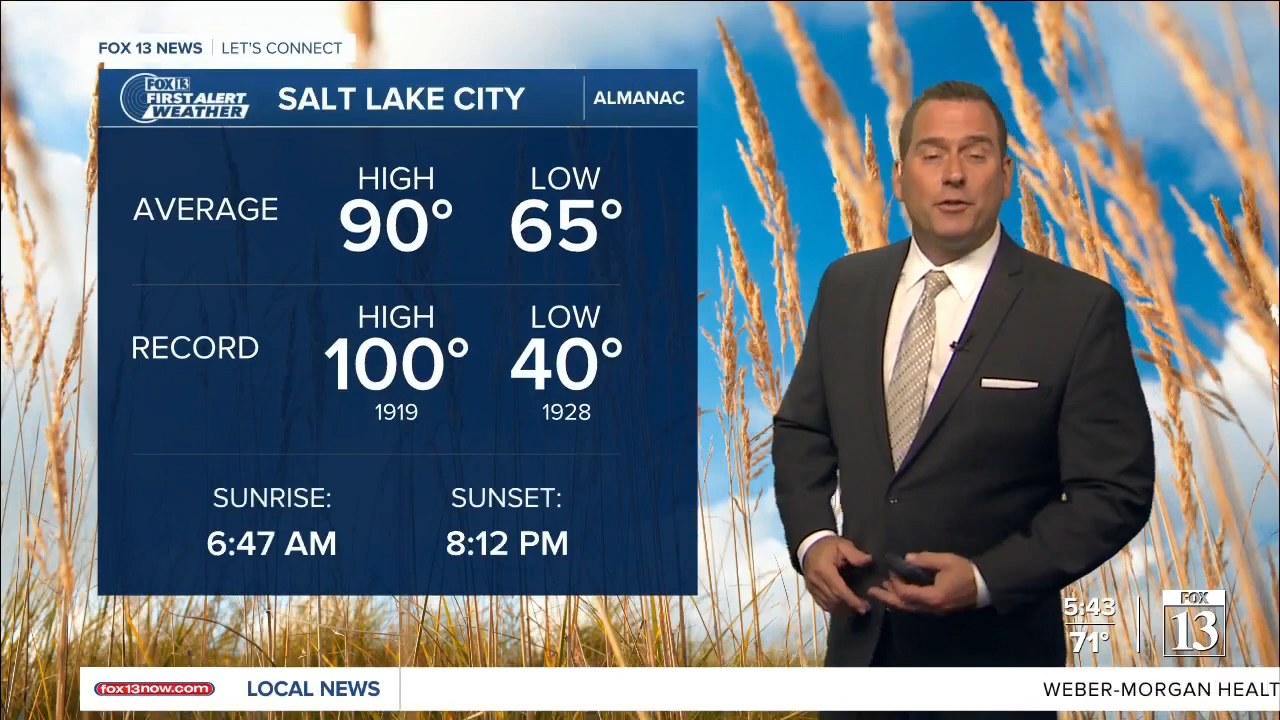 FOX 13 NEWS | LET'S CONNECT
FOX 13
FIRST ALERT
WEATHER
SALT LAKE CITY
ALMANAC
HIGH LOW
AVERAGE 90° 65°
HIGH LOW
RECORD 100° 40°
1919 1928
SUNRISE: SUNSET:
6:47 AM 8:12 PM
5:43
71°
FOX
13
fox13now.com LOCAL NEWS WEBER-MORGAN HEALT